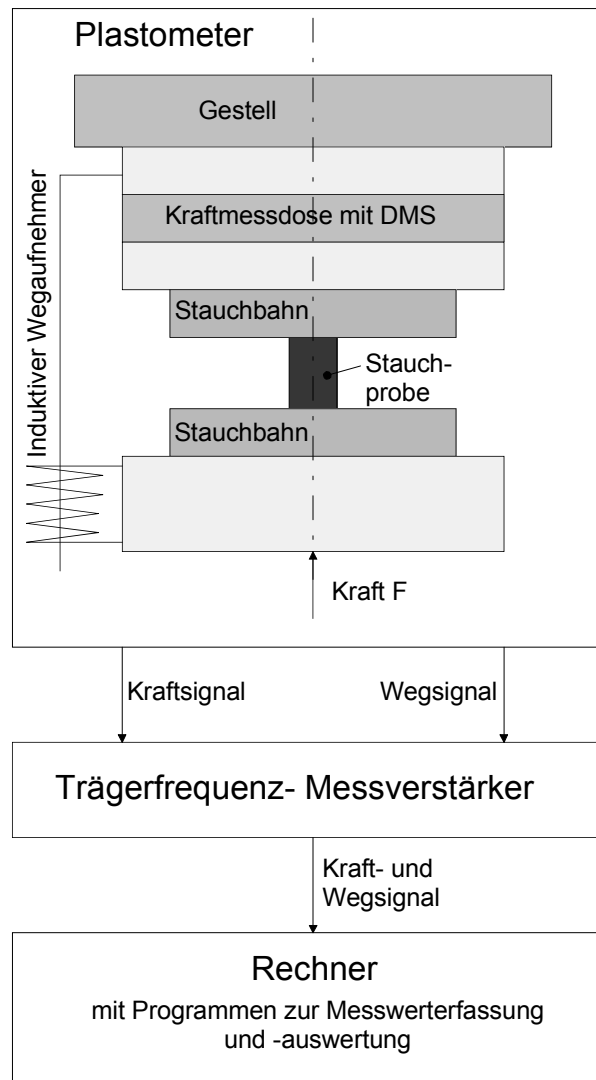 Plastometer
Gestell
Induktiver Wegaufnehmer
Kraftmessdose mit DMS
Stauchbahn
Stauch-
probe
Stauchbahn
Kraft F
Kraftsignal
Wegsignal
Trägerfrequenz- Messverstärker
Kraft- und
Wegsignal
Rechner
mit Programmen zur Messwerterfassung
und -auswertung